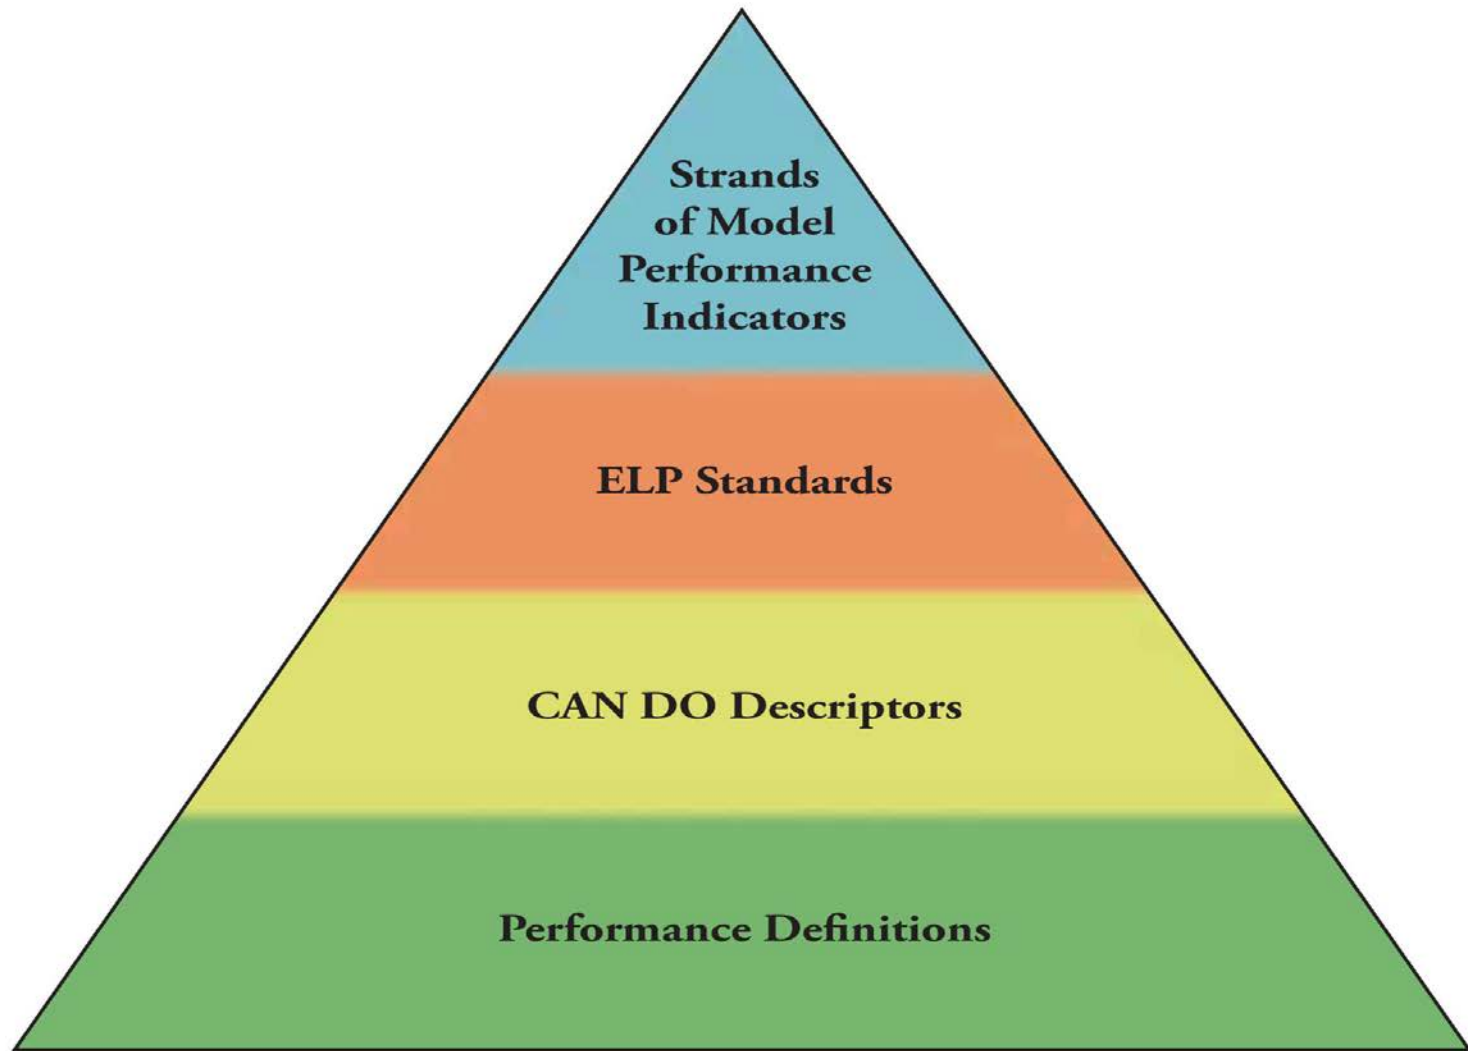 Strands
of Model
Performance
Indicators
ELP Standards
CAN DO Descriptors
Performance Definitions